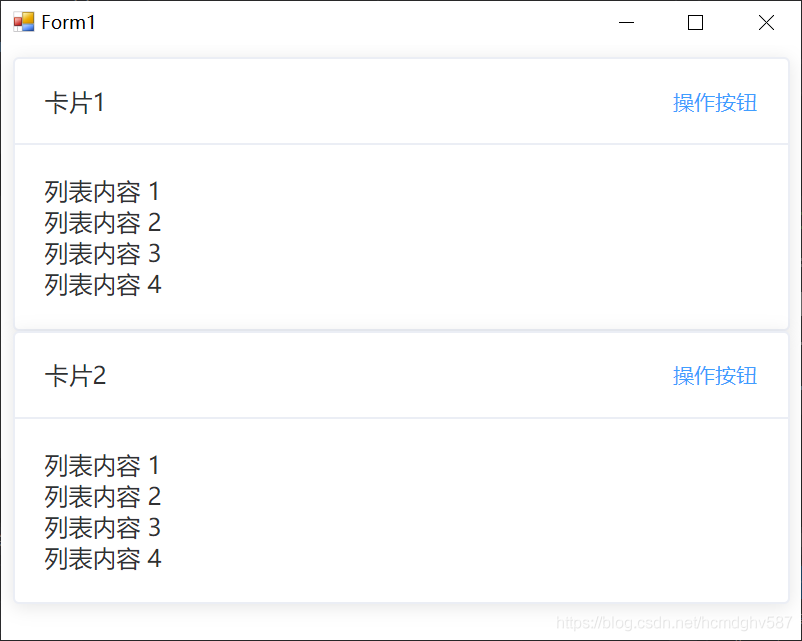 Form1
卡片1
操作按钮
列表内容 1
列表内容 2
列表内容 3
列表内容 4
卡片2
操作按钮
列表内容 1
列表内容 2
列表内容 3
列表内容 4
https://blog.csdn.net/hcmdghv587